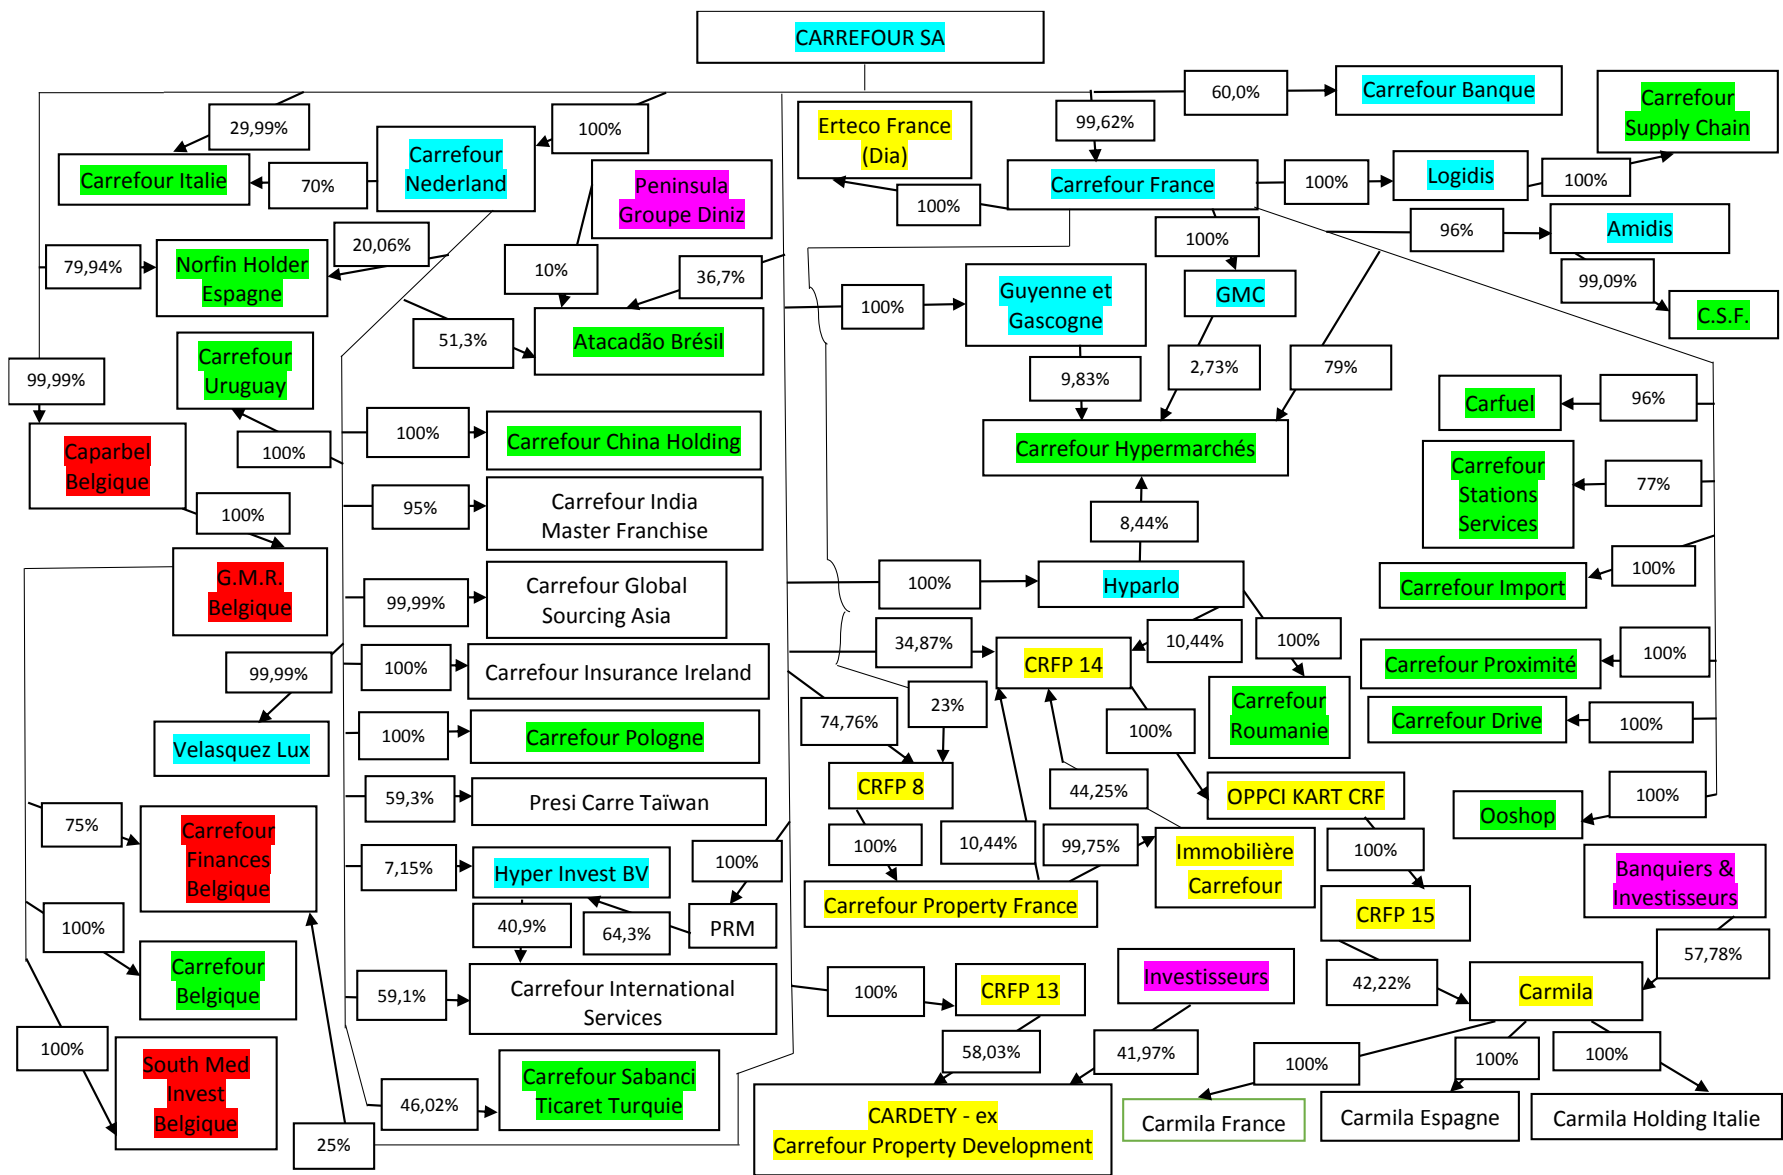 CARREFOUR SA
60,0%
Carrefour Banque
Carrefour
Supply Chain
29,99%
100%
Erteco France
(Dia)
99,62%
Carrefour
Nederland
Carrefour Italie
70%
Peninsula
Groupe Diniz
Carrefour France
100%
Logidis
100%
100%
20,06%
79,94%
Norfin Holder
Espagne
10%
36,7%
100%
96%
Amidis
99,09%
Guyenne et
Gascogne
GMC
100%
C.S.F.
51,3%
Atacadão Brésil
Carrefour
Uruguay
99,99%
9,83%
2,73%
79%
Carfuel
96%
100%
100%
Carrefour China Holding
Carrefour Hypermarchés
Caparbel
Belgique
Carrefour
Stations
Services
77%
95%
Carrefour India
Master Franchise
100%
8,44%
100%
G.M.R.
Belgique
99,99%
Carrefour Global
Sourcing Asia
100%
Hyparlo
Carrefour Import
34,87%
10,44%
100%
99,99%
100%
Carrefour Insurance Ireland
CRFP 14
Carrefour Proximité
100%
Carrefour
Roumanie
74,76%
23%
Carrefour Drive
100%
Velasquez Lux
100%
Carrefour Pologne
100%
CRFP 8
44,25%
OPPCI KART CRF
59,3%
Presi Carre Taïwan
75%
Carrefour
Finances
Belgique
Ooshop
100%
100%
10,44%
99,75%
Immobilière
Carrefour
100%
7,15%
Hyper Invest BV
100%
Banquiers &
Investisseurs
Carrefour Property France
CRFP 15
40,9%
64,3%
PRM
100%
57,78%
Carrefour
Belgique
Investisseurs
42,22%
59,1%
Carrefour International
Services
100%
CRFP 13
Carmila
100%
58,03%
41,97%
100%
100%
100%
South Med
Invest
Belgique
46,02%
Carrefour Sabanci
Ticaret Turquie
25%
CARDETY - ex
Carrefour Property Development
Carmila France
Carmila Espagne
Carmila Holding Italie